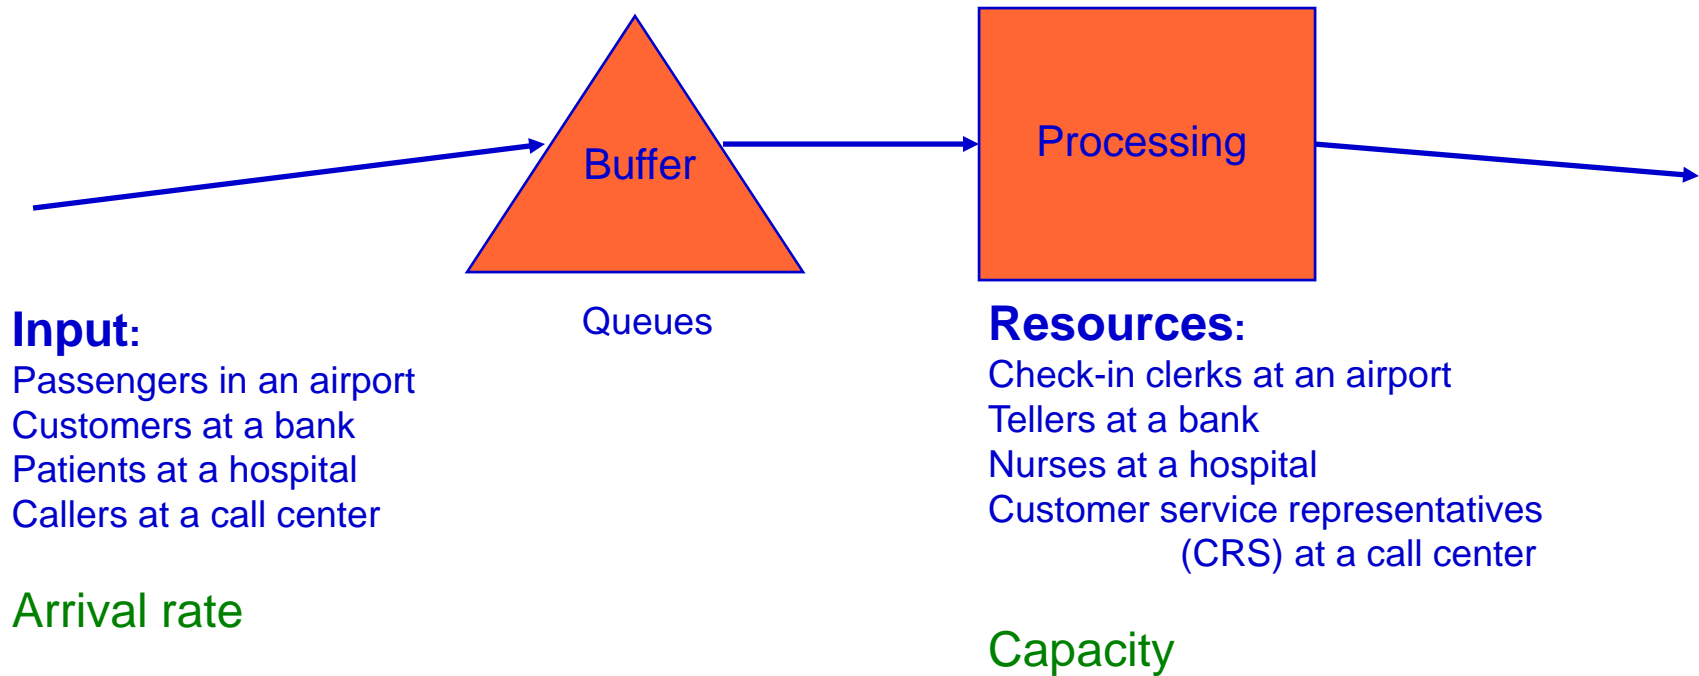 Buffer
Processing
Queues
Input:
Passengers in an airport
Customers at a bank
Patients at a hospital
Callers at a call center
Arrival rate
Resources:
Check-in clerks at an airport
Tellers at a bank
Nurses at a hospital
Customer service representatives
(CRS) at a call center
Capacity